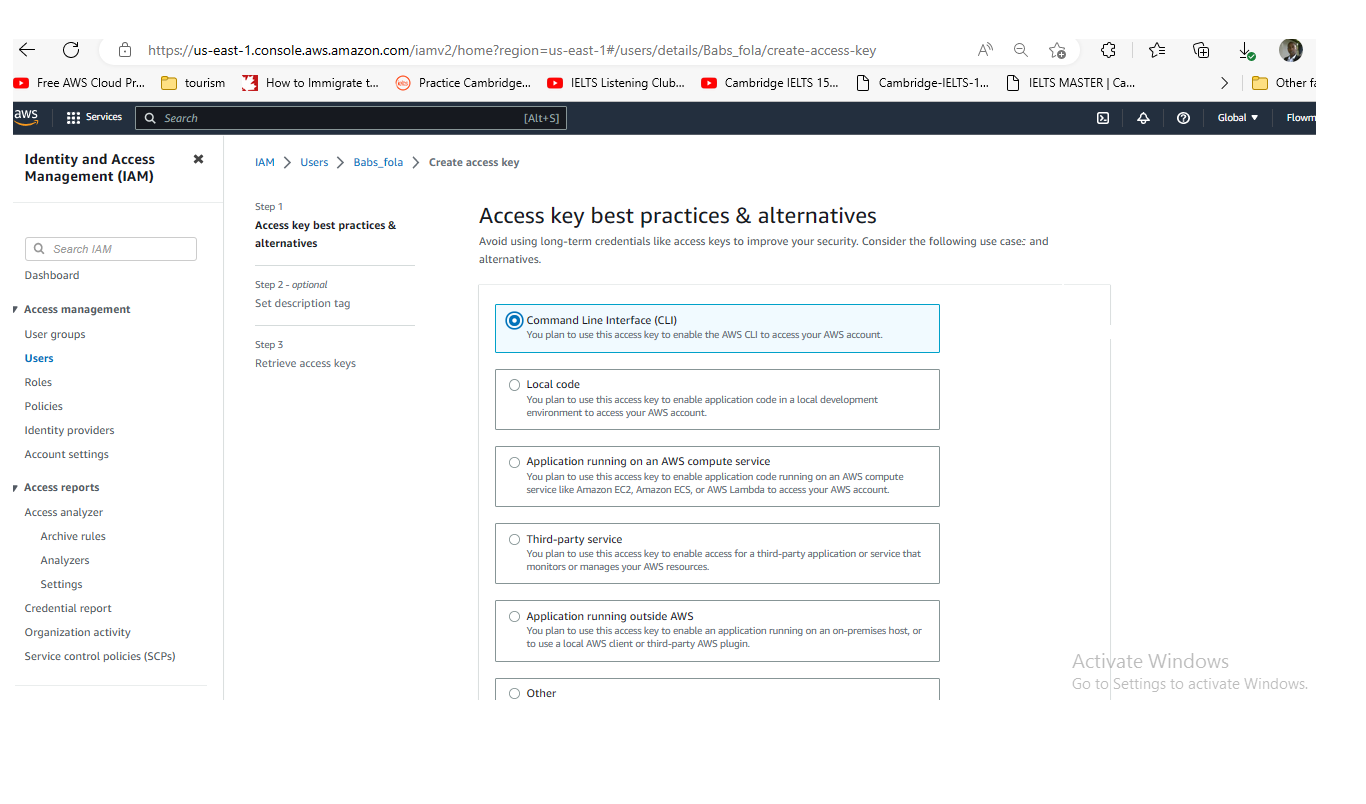 https://us-east-1.console.aws.amazon.com/iamv2/home?region=us-east-1#/users/details/Babs_fola/create-access-key
Free AWS Cloud Pr... tourism How to Immigrate t... Practice Cambridge... IELTS Listening Club... Cambridge IELTS 15... Cambridge-IELTS-1... IELTS MASTER | Ca... Other fa
aws Services Search [Alt+S] Global Flowm
Identity and Access
Management (IAM)
Search IAM
Dashboard
Access management
User groups
Users
Roles
Policies
Identity providers
Account settings
Access reports
Access analyzer
Archive rules
Analyzers
Settings
Credential report
Organization activity
Service control policies (SCPs)
IAM > Users > Babs_fola > Create access key
Step 1
Access key best practices &
alternatives
Step 2 - optional
Set description tag
Step 3
Retrieve access keys
Access key best practices & alternatives
Avoid using long-term credentials like access keys to improve your security. Consider the following use cases and
alternatives.
Command Line Interface (CLI)
You plan to use this access key to enable the AWS CLI to access your AWS account.
Local code
You plan to use this access key to enable application code in a local development
environment to access your AWS account.
Application running on an AWS compute service
You plan to use this access key to enable application code running on an AWS compute
service like Amazon EC2, Amazon ECS, or AWS Lambda to access your AWS account.
Third-party service
You plan to use this access key to enable access for a third-party application or service that
monitors or manages your AWS resources.
Application running outside AWS
You plan to use this access key to enable an application running on an on-premises host, or
to use a local AWS client or third-party AWS plugin.
Other
Activate Windows
Go to Settings to activate Windows.